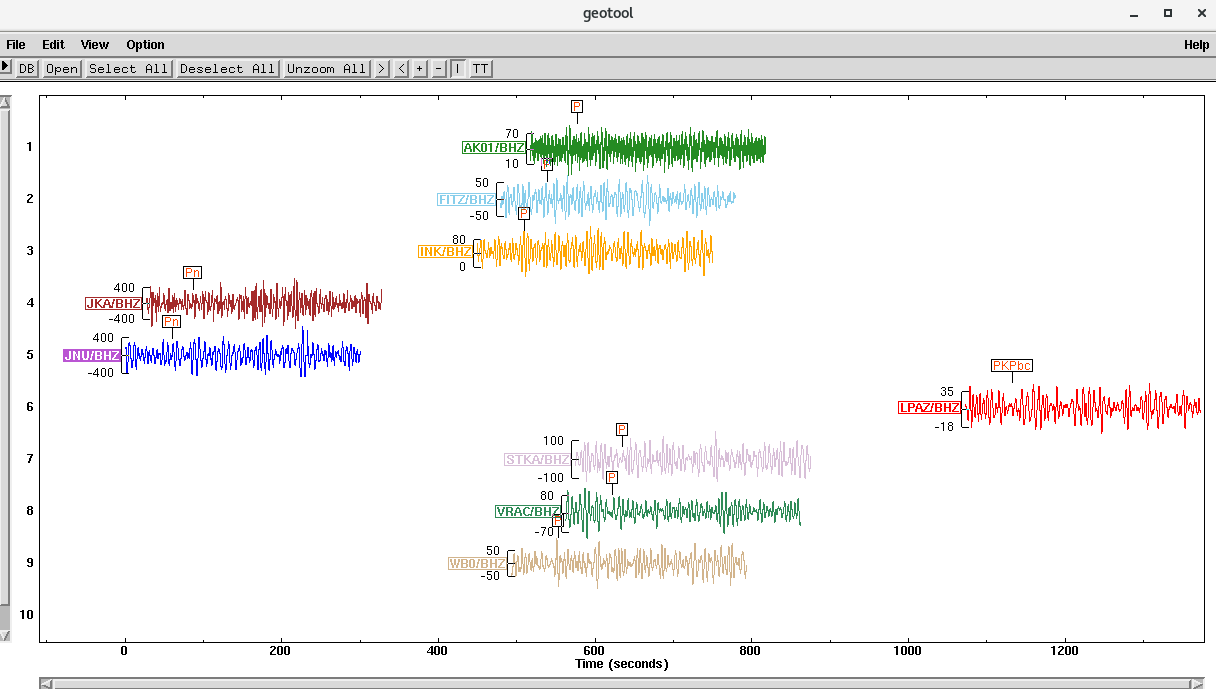 geotool
File Edit View Option Help
DB Open Select All Deselect All Unzoom All > < + - | TT
P
1 AK01/BHZ 70 10
P
2 FITZ/BHZ 50 -50
P
3 INK/BHZ 80 0
Pn
4 JKA/BHZ 400 -400
Pn
5 JNU/BHZ 400 -400
PKPbc
6 LPAZ/BHZ 35 -18
P
7 STKA/BHZ 100 -100
P
8 VRAC/BHZ 80 -70
P
9 WB0/BHZ 50 -50
10
0 200 400 600 800 1000 1200
Time (seconds)